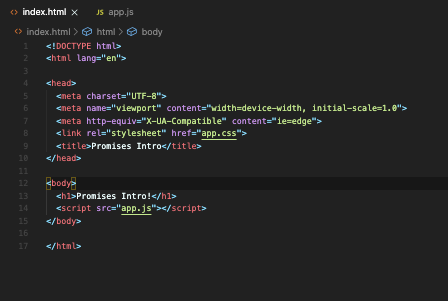 index.html × JS app.js
index.html > html > body
1 <!DOCTYPE html>
2 <html lang="en">
3
4 <head>
5 <meta charset="UTF-8">
6 <meta name="viewport" content="width=device-width, initial-scale=1.0">
7 <meta http-equiv="X-UA-Compatible" content="ie=edge">
8 <link rel="stylesheet" href="app.css">
9 <title>Promises Intro</title>
10 </head>
11
12 <body>
13 <h1>Promises Intro!</h1>
14 <script src="app.js"></script>
15 </body>
16
17 </html>